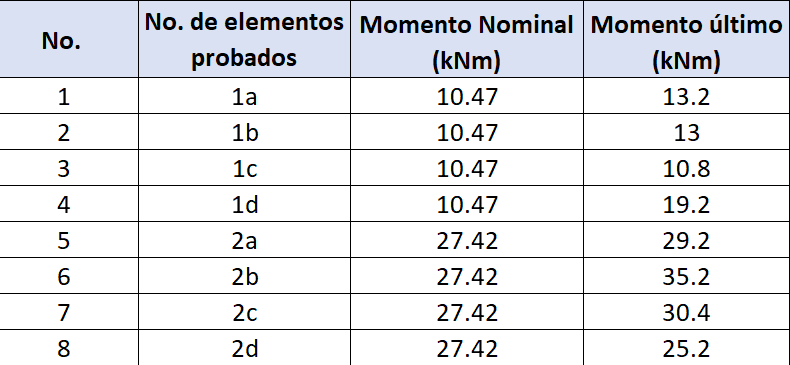 No. No. de elementos probados Momento Nominal (kNm) Momento último (kNm)
1 1a 10.47 13.2
2 1b 10.47 13
3 1c 10.47 10.8
4 1d 10.47 19.2
5 2a 27.42 29.2
6 2b 27.42 35.2
7 2c 27.42 30.4
8 2d 27.42 25.2